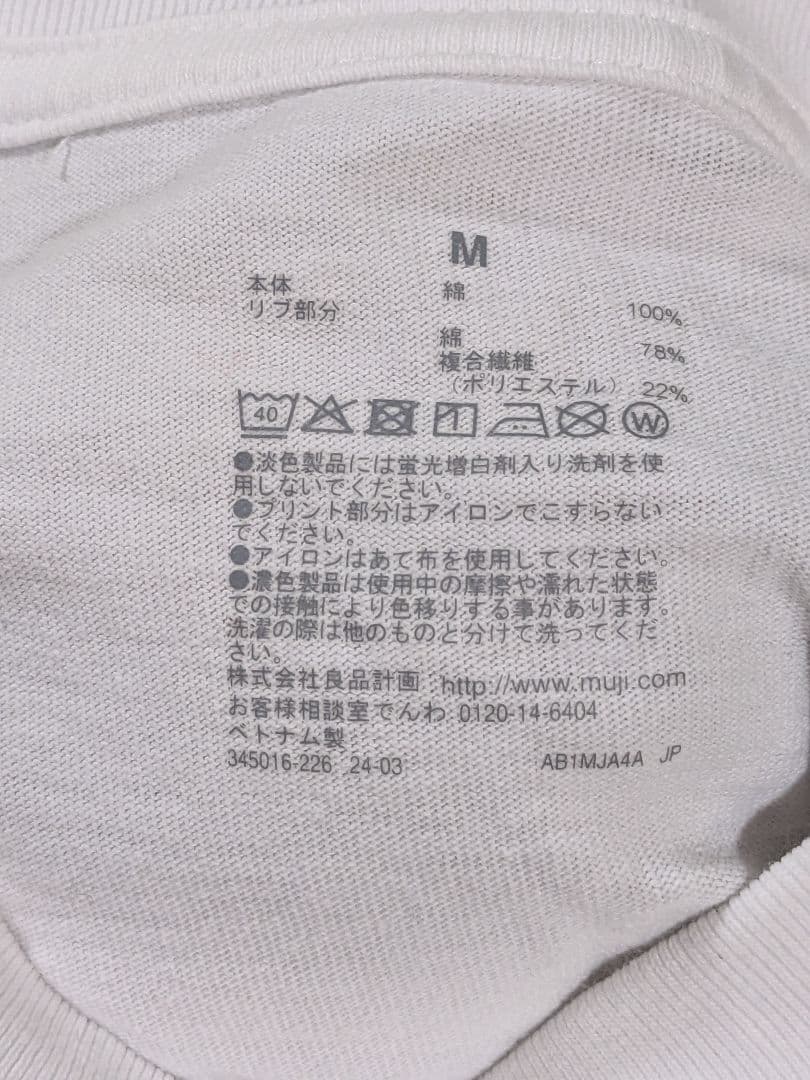 M
本体 綿 100%
リブ部分 綿 78%
複合繊維
（ポリエステル） 22%
40 W
●淡色製品には蛍光増白剤入り洗剤を使
用しないでください。
●プリント部分はアイロンでこすらない
でください。
●アイロンはあて布を使用してください。
●濃色製品は使用中の摩擦や濡れた状態
での接触により色移りする事があります。
洗濯の際は他のものと分けて洗ってくだ
さい。
株式会社良品計画 http://www.muji.com
お客様相談室でんわ 0120-14-6404
ベトナム製
345016-226 24-03 AB1MJA4A JP